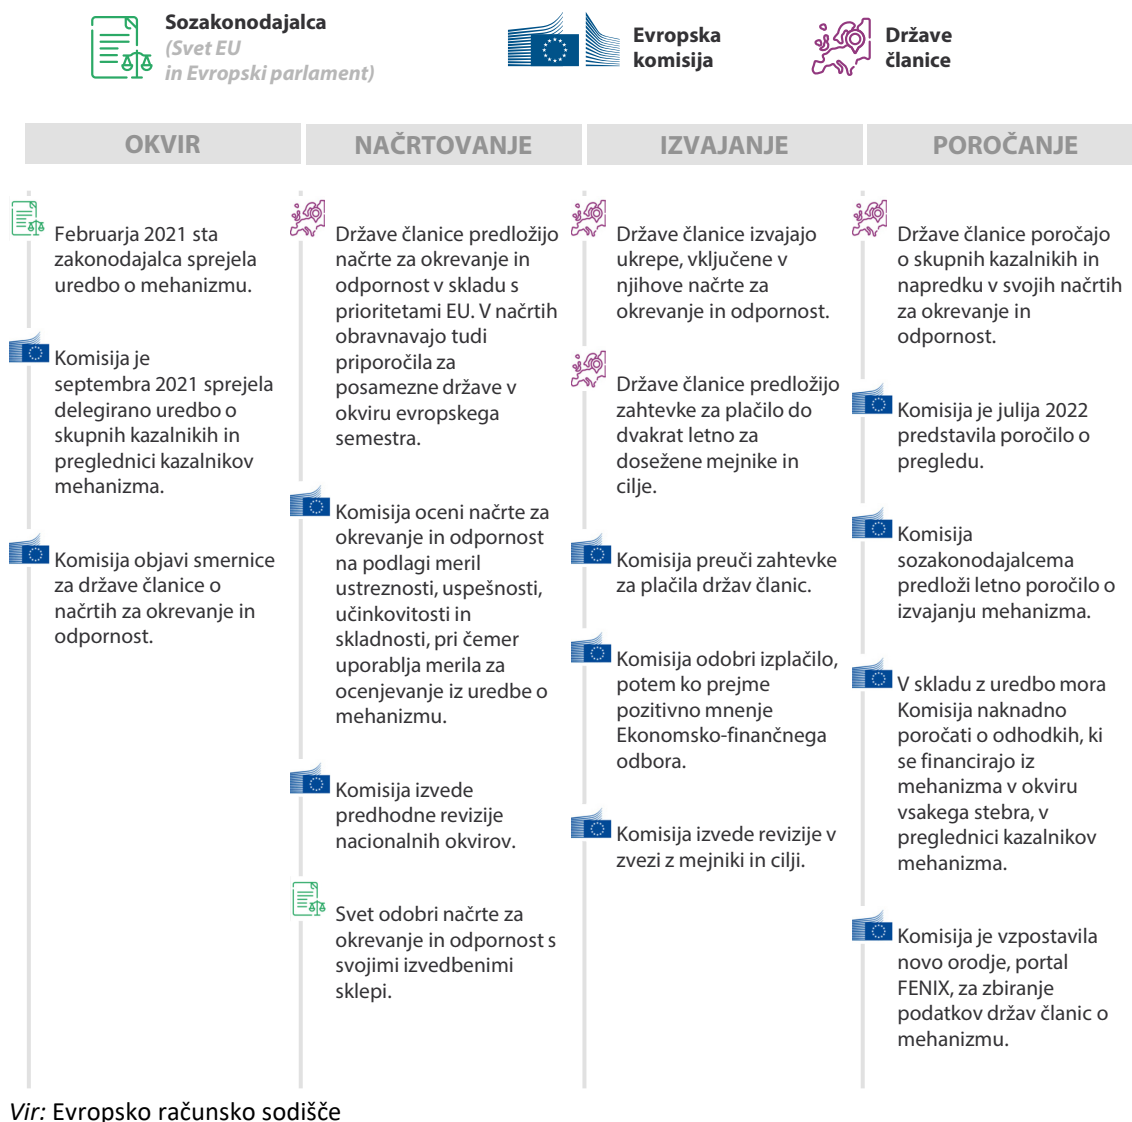 Sozakonodajalca
(Svet EU
in Evropski parlament)
Evropska
komisija
Države
članice
OKVIR
Februarja 2021 sta
zakonodajalca sprejela
uredbo o mehanizmu.
Komisija je
septembra 2021 sprejela
delegirano uredbo o
skupnih kazalnikih in
preglednici kazalnikov
mehanizma.
Komisija objavi smernice
za države članice o
načrtih za okrevanje in
odpornost.
NAČRTOVANJE
Države članice predložijo
načrte za okrevanje in
odpornost v skladu s
prioritetami EU. V načrtih
obravnavajo tudi
priporočila za
posamezne države v
okviru evropskega
semestra.
Komisija oceni načrte za
okrevanje in odpornost
na podlagi meril
ustreznosti, uspešnosti,
učinkovitosti in
skladnosti, pri čemer
uporablja merila za
ocenjevanje iz uredbe o
mehanizmu.
Komisija izvede
predhodne revizije
nacionalnih okvirov.
Svet odobri načrte za
okrevanje in odpornost s
svojimi izvedbenimi
sklepi.
IZVAJANJE
Države članice izvajajo
ukrepe, vključene v
njihove načrte za
okrevanje in odpornost.
Države članice predložijo
zahtevke za plačilo do
dvakrat letno za
dosežene mejnike in
cilje.
Komisija preuči zahtevke
za plačila držav članic.
Komisija odobri izplačilo,
potem ko prejme
pozitivno mnenje
Ekonomsko-finančnega
odbora.
Komisija izvede revizije v
zvezi z mejniki in cilji.
POROČANJE
Države članice poročajo
o skupnih kazalnikih in
napredku v svojih načrtih
za okrevanje in
odpornost.
Komisija je julija 2022
predstavila poročilo o
pregledu.
Komisija
sozakonodajalcema
predloži letno poročilo o
izvajanju mehanizma.
V skladu z uredbo mora
Komisija naknadno
poročati o odhodkih, ki
se financirajo iz
mehanizma v okviru
vsakega stebra, v
preglednici kazalnikov
mehanizma.
Komisija je vzpostavila
novo orodje, portal
FENIX, za zbiranje
podatkov držav članic o
mehanizmu.
Vir: Evropsko računsko sodišče